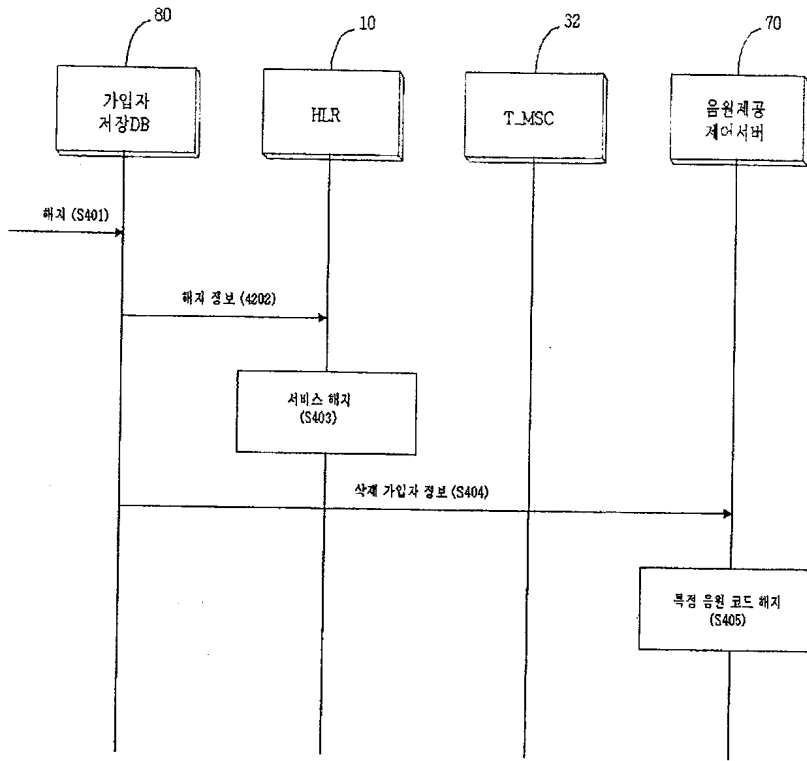 80
10
32
70
가입자
저장DB
HLR
T_MSC
음원제공
제어서버
해지 (S401)
해지 정보 (4202)
서비스 해지
(S403)
삭제 가입자 정보 (S404)
특정 음원 코드 해지
(S405)